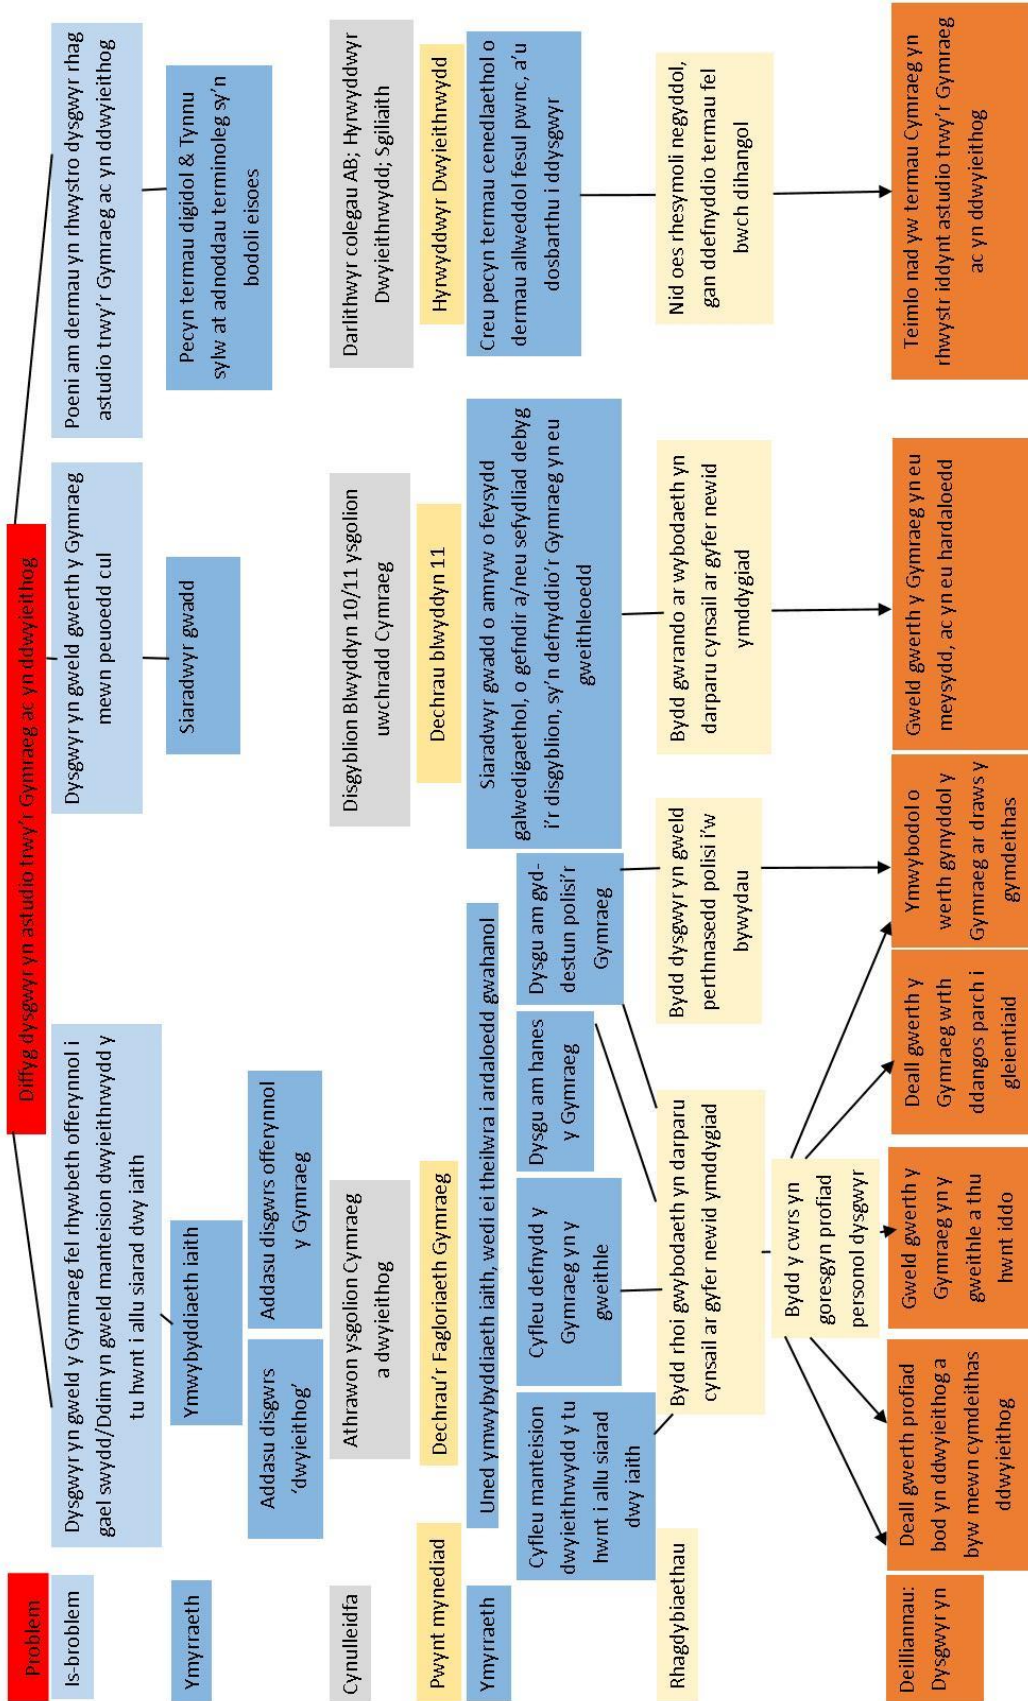 Problem
Diffyg dysgwyr yn astudio trwy'r Gymraeg ac yn ddwyieithog
Is-broblem
Dysgwyr yn gweld y Gymraeg fel rhywbeth offerynnol i
gael swydd/Ddim yn gweld manteision dwyieithrwydd y
tu hwnt i allu siarad dwy iaith
Dysgwyr yn gweld gwerth y Gymraeg
mewn peuoedd cul
Poeni am dermau yn rhwystro dysgwyr rhag
astudio trwy'r Gymraeg ac yn ddwyieithog
Ymyrraeth
Ymwybyddiaeth iaith
Siaradwyr gwadd
Pecyn termau digidol & Tynnu
sylw at adnoddau terminoleg sy'n
bodoli eisoes
Addasu disgwrs
'dwyieithog'
Addasu disgwrs offerynnol
y Gymraeg
Cynulleidfa
Athrawon ysgolion Cymraeg
a dwyieithog
Disgyblion Blwyddyn 10/11 ysgolion
uwchradd Cymraeg
Darlithwyr colegau AB; Hyrwyddwyr
Dwyieithrwydd; Sgiliaith
Pwynt mynediad
Dechrau'r Fagloriaeth Gymraeg
Dechrau blwyddyn 11
Hyrwyddwyr Dwyieithrwydd
Ymyrraeth
Uned ymwybyddiaeth iaith, wedi ei theilwra i ardaloedd gwahanol
Cyfleu manteision
dwyieithrwydd y tu
hwnt i allu siarad
dwy iaith
Cyfleu defnydd y
Gymraeg yn y
gweithle
Dysgu am hanes
y Gymraeg
Dysgu am gyd-
destun polisi'r
Gymraeg
Siaradwyr gwadd o amryw o feysydd
galwedigaethol, o gefndir a/neu sefydliad debyg
i'r disgyblion, sy'n defnyddio'r Gymraeg yn eu
gweithleoedd
Creu pecyn termau cenedlaethol o
dermau allweddol fesul pwnc, a'u
dosbarthu i ddysgwyr
Rhagdybiaethau
Bydd rhoi gwybodaeth yn darparu
cynsail ar gyfer newid ymddygiad
Bydd dysgwyr yn gweld
perthnasedd polisi i'w
bywydau
Bydd gwrando ar wybodaeth yn
darparu cynsail ar gyfer newid
ymddygiad
Nid oes rhesymoli negyddol,
gan ddefnyddio termau fel
bwch dihangol
Bydd y cwrs yn
goresgyn profiad
personol dysgwyr
Deilliannau:
Dysgwyr yn
Deall gwerth profiad
bod yn ddwyieithog a
byw mewn cymdeithas
ddwyieithog
Gweld gwerth y
Gymraeg yn y
gweithle a thu
hwnt iddo
Deall gwerth y
Gymraeg wrth
ddangos parch i
gleientiaid
Ymwybodol o
werth gynyddol y
Gymraeg ar draws y
gymdeithas
Gweld gwerth y Gymraeg yn eu
meysydd, ac yn eu hardaloedd
Teimlo nad yw termau Cymraeg yn
rhwystr iddynt astudio trwy'r Gymraeg
ac yn ddwyieithog